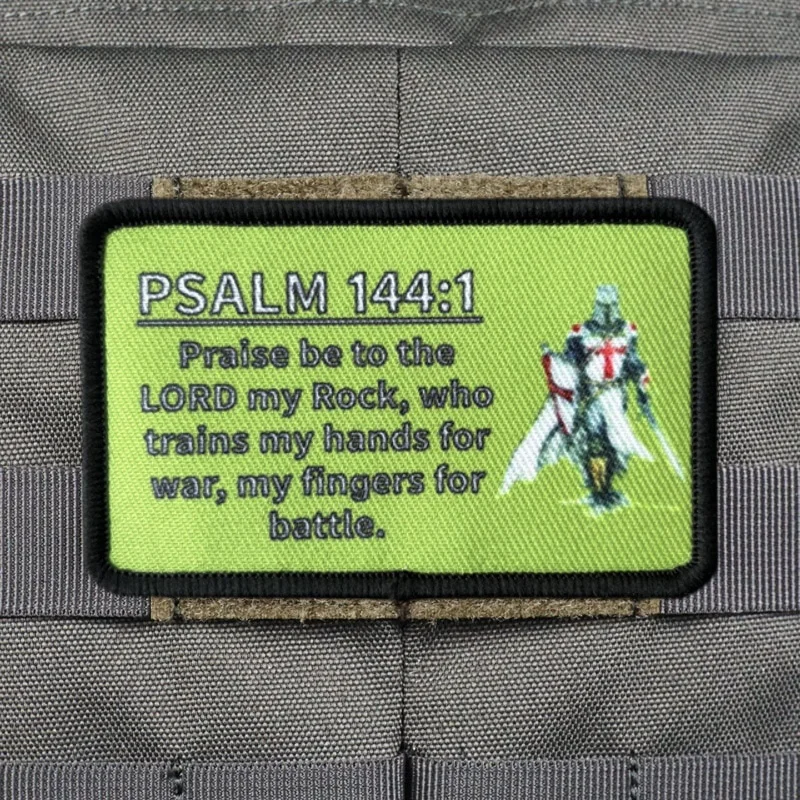 PSALM 144:1
Praise be to the
LORD my Rock, who
trains my hands for
war, my fingers for
battle.